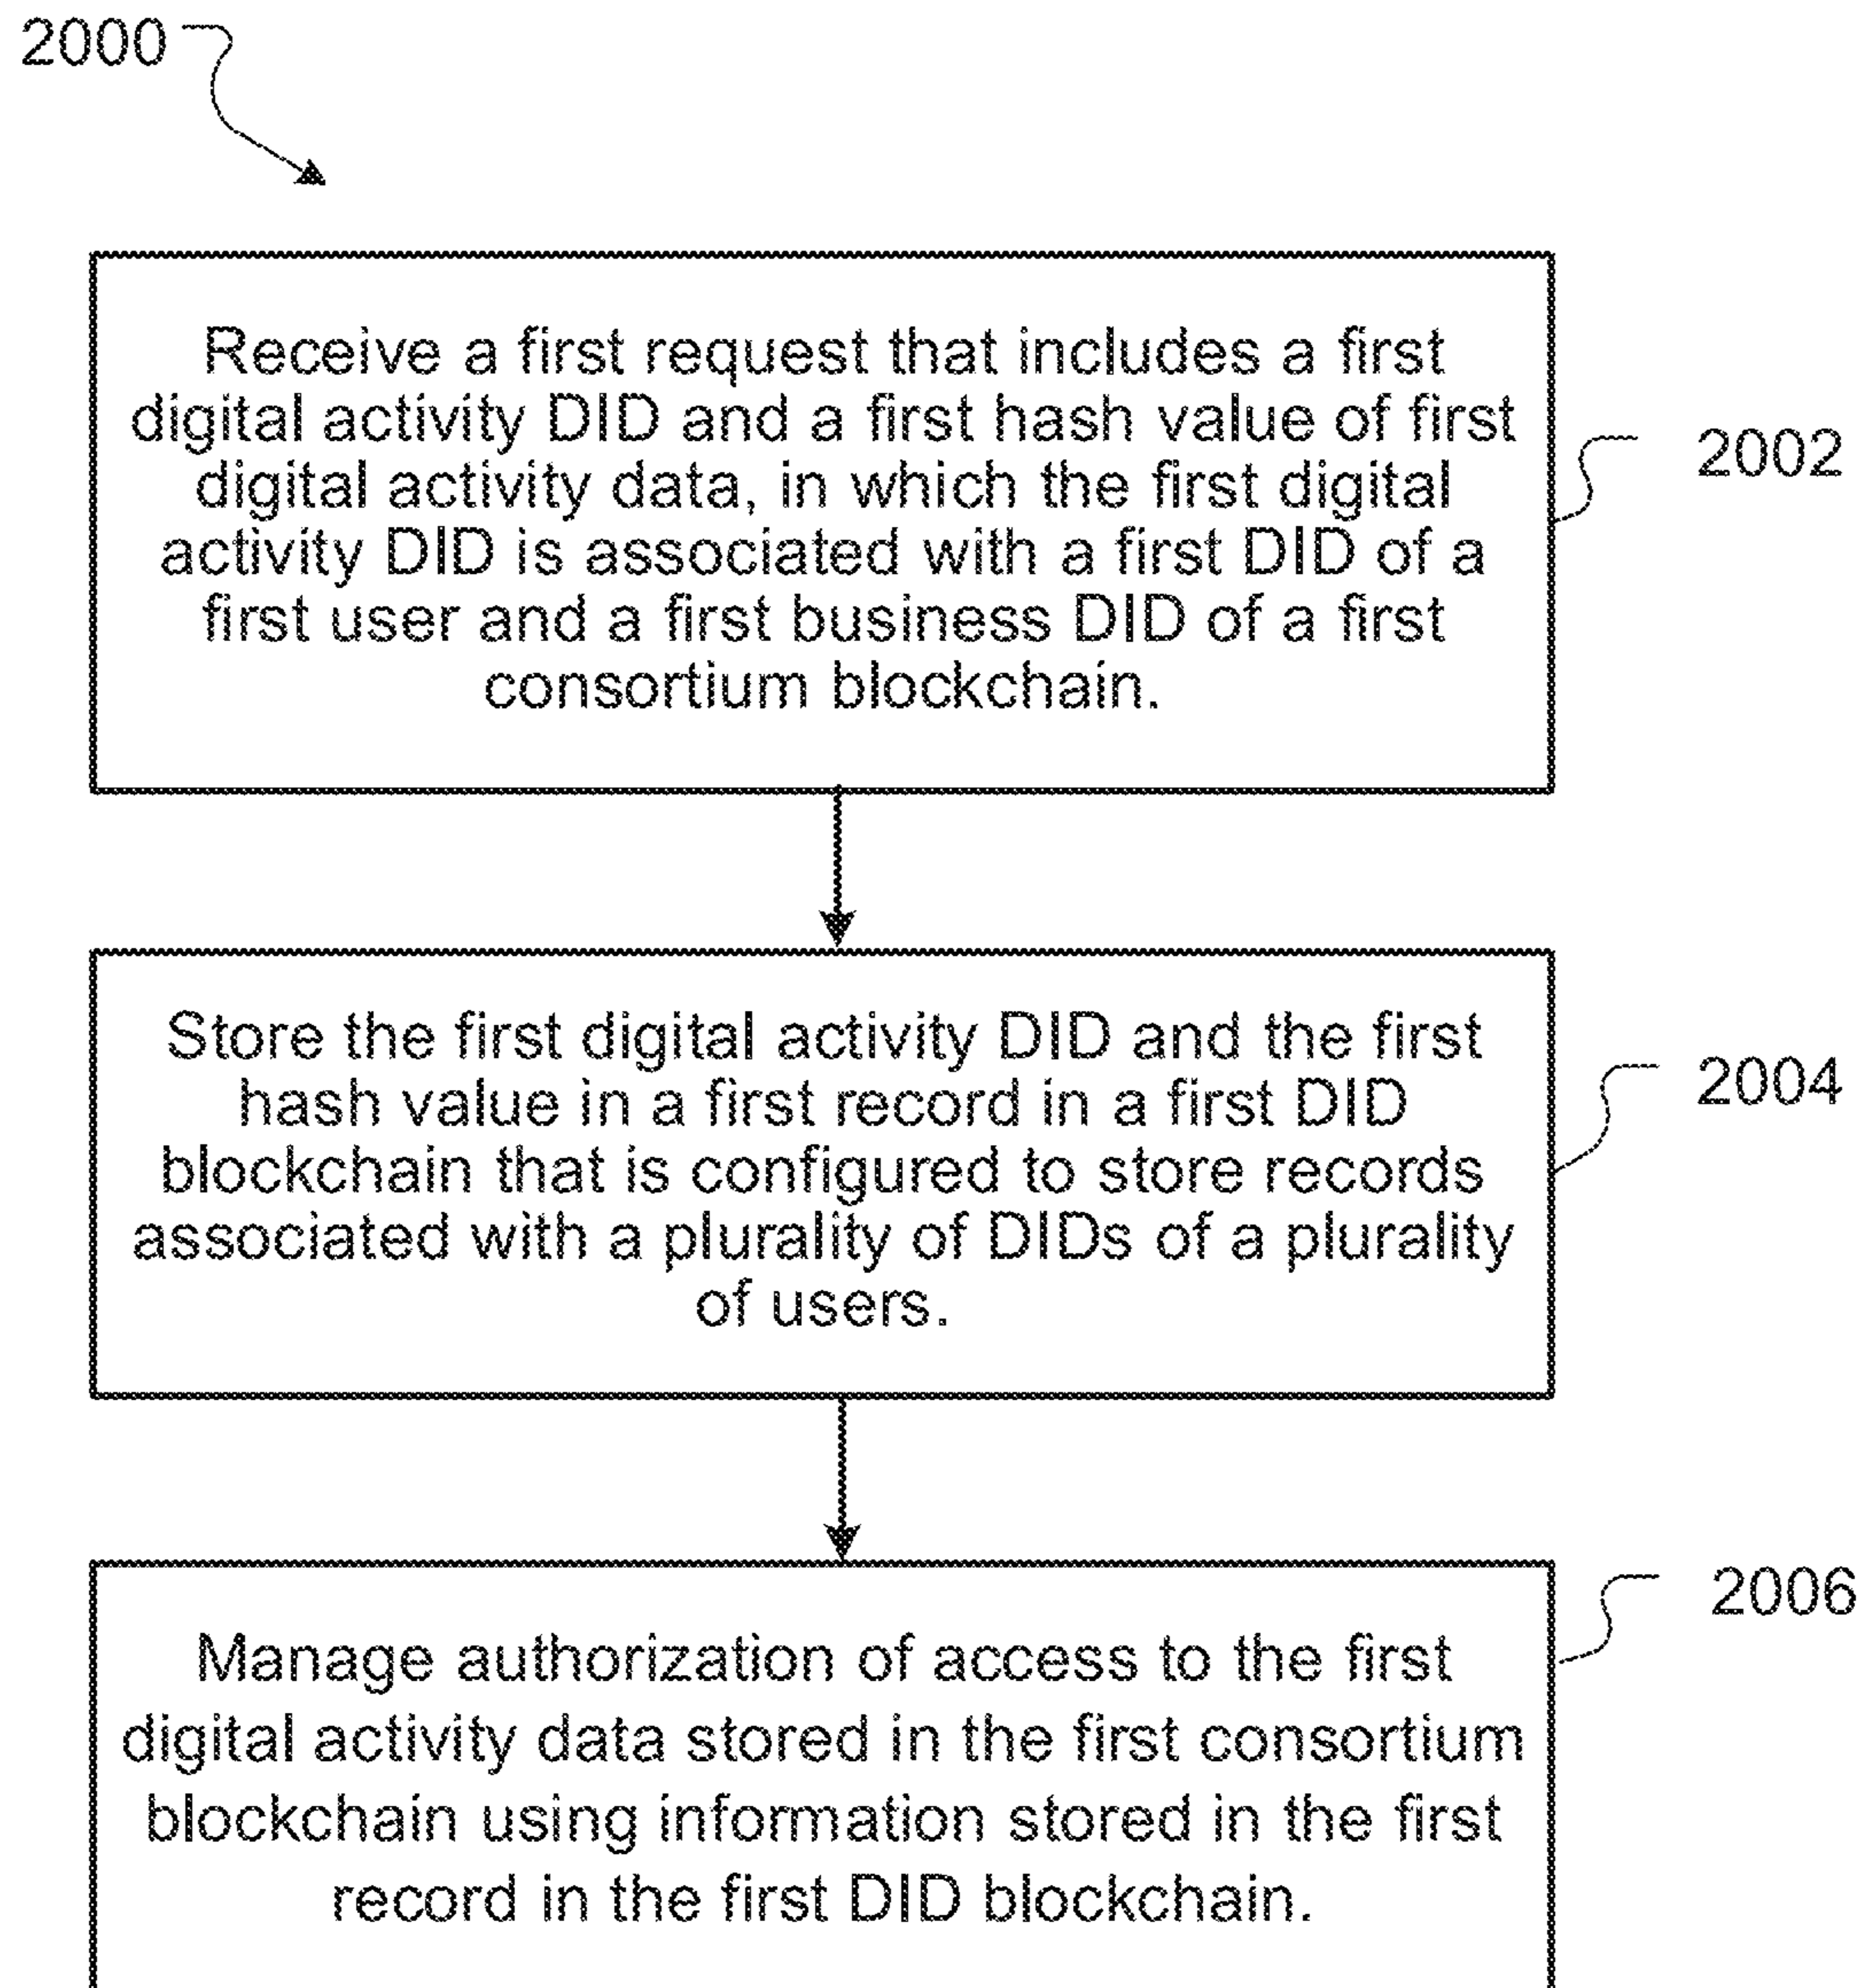 2000
Receive a first request that includes a first
digital activity DID and a first hash value of first
digital activity data, in which the first digital
activity DID is associated with a first DID of a
first user and a first business DID of a first
consortium blockchain.
2002
Store the first digital activity DID and the first
hash value in a first record in a first DID
blockchain that is configured to store records
associated with a plurality of DIDs of a plurality
of users.
2004
Manage authorization of access to the first
digital activity data stored in the first consortium
blockchain using information stored in the first
record in the first DID blockchain.
2006